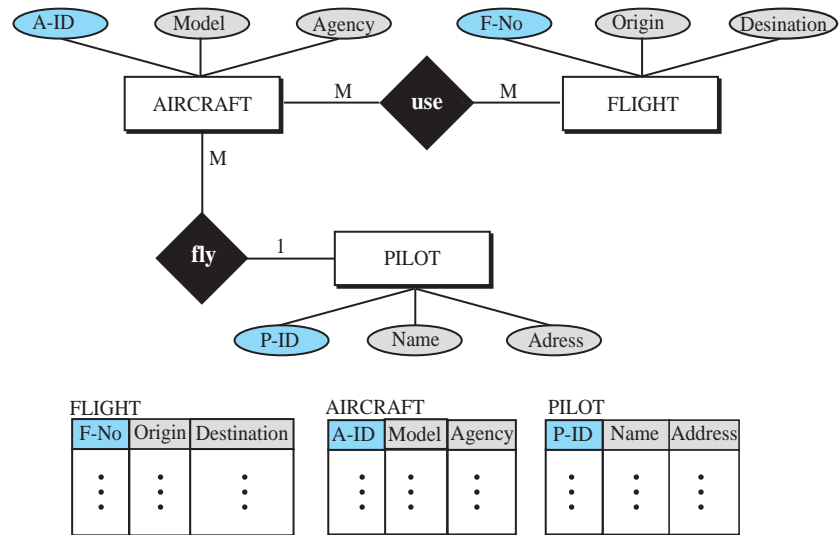 A-ID Model Agency F-No Origin Desination
AIRCRAFT M use M FLIGHT
M
fly 1 PILOT
P-ID Name Adress
FLIGHT AIRCRAFT PILOT
F-No Origin Destination A-ID Model Agency P-ID Name Address